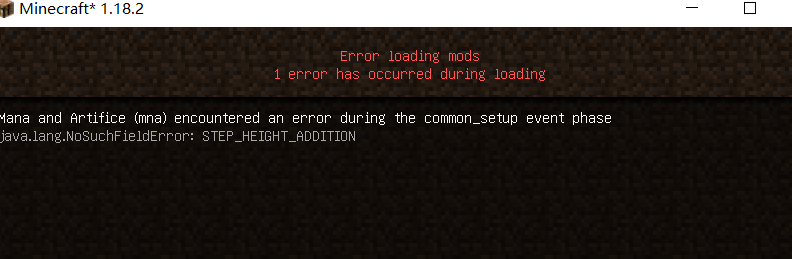 Minecraft* 1.18.2
Error loading mods
1 error has occurred during loading
Mana and Artifice (mna) encountered an error during the common_setup event phase
java.lang.NoSuchFieldError: STEP_HEIGHT_ADDITION